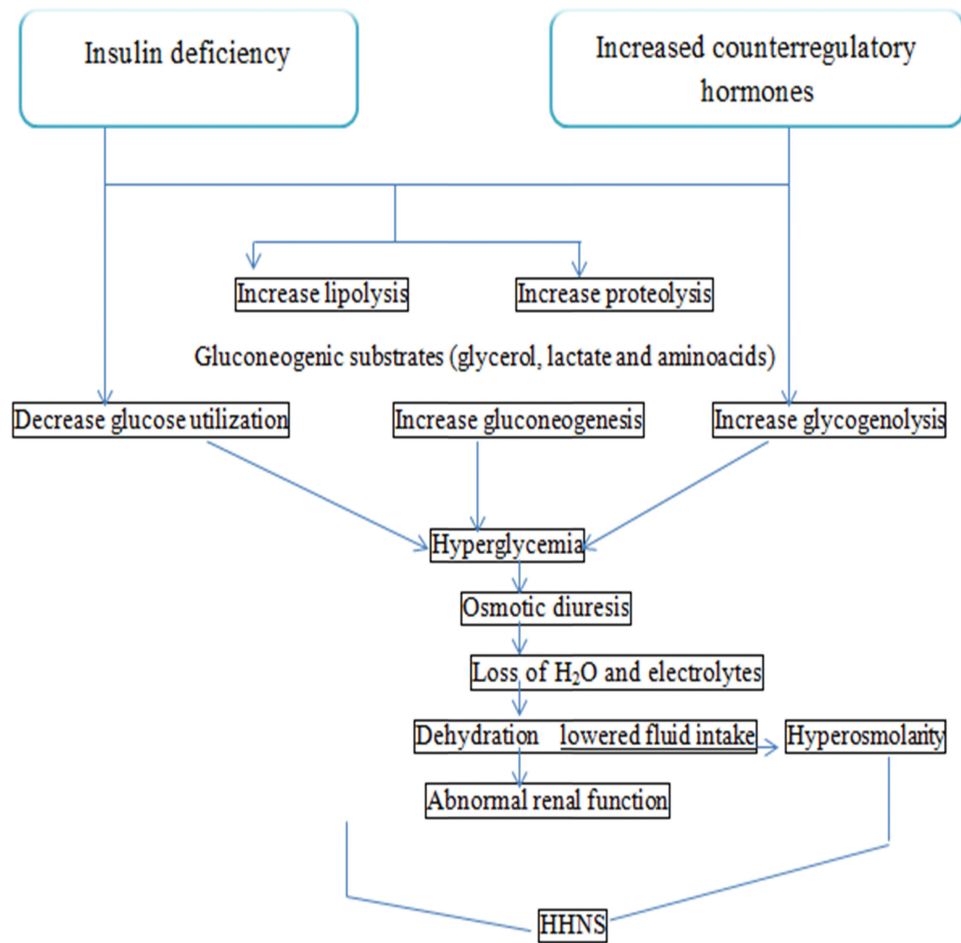 Insulin deficiency
Increased counterregulatory
hormones
Increase lipolysis
Increase proteolysis
Gluconeogenic substrates (glycerol, lactate and aminoacids)
Decrease glucose utilization
Increase gluconeogenesis
Increase glycogenolysis
Hyperglycemia
Osmotic diuresis
Loss of H₂O and electrolytes
Dehydration lowered fluid intake
Hyperosmolarity
Abnormal renal function
HHNS